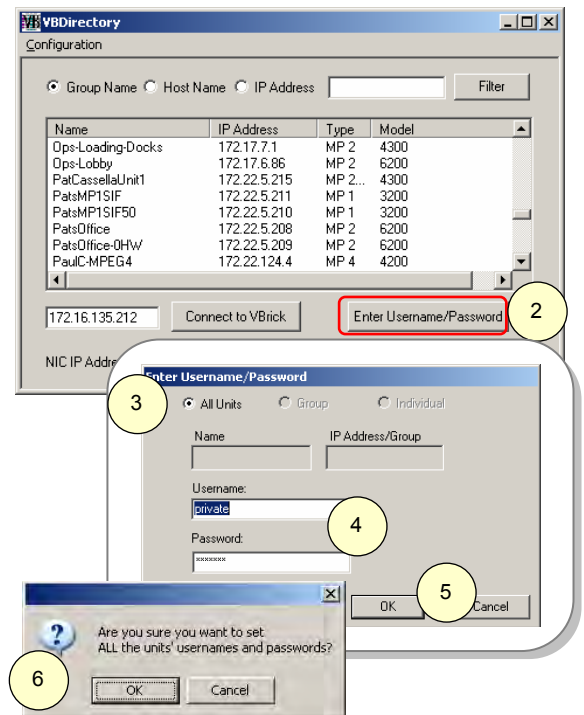 VBDirectory
Configuration
Group Name Host Name IP Address Filter
Name IP Address Type Model
Ops-Loading-Docks 172.17.7.1 MP 2 4300
Ops-Lobby 172.17.6.86 MP 2 6200
PatCassellaUnit1 172.22.5.215 MP 2... 4300
PatsMP1SIF 172.22.5.211 MP 1 3200
PatsMP1SIF50 172.22.5.210 MP 1 3200
PatsOffice 172.22.5.208 MP 2 6200
PatsOffice-0HW 172.22.5.209 MP 2 6200
PaulC-MPEG4 172.22.124.4 MP 4 4200
172.16.135.212 Connect to VBrick Enter Username/Password 2
NIC IP Addre
Enter Username/Password
3 All Units Group Individual
Name IP Address/Group
Username:
private
4
Password:
xxxxxxx
OK 5 Cancel
Are you sure you want to set
ALL the units' usernames and passwords?
6 OK Cancel